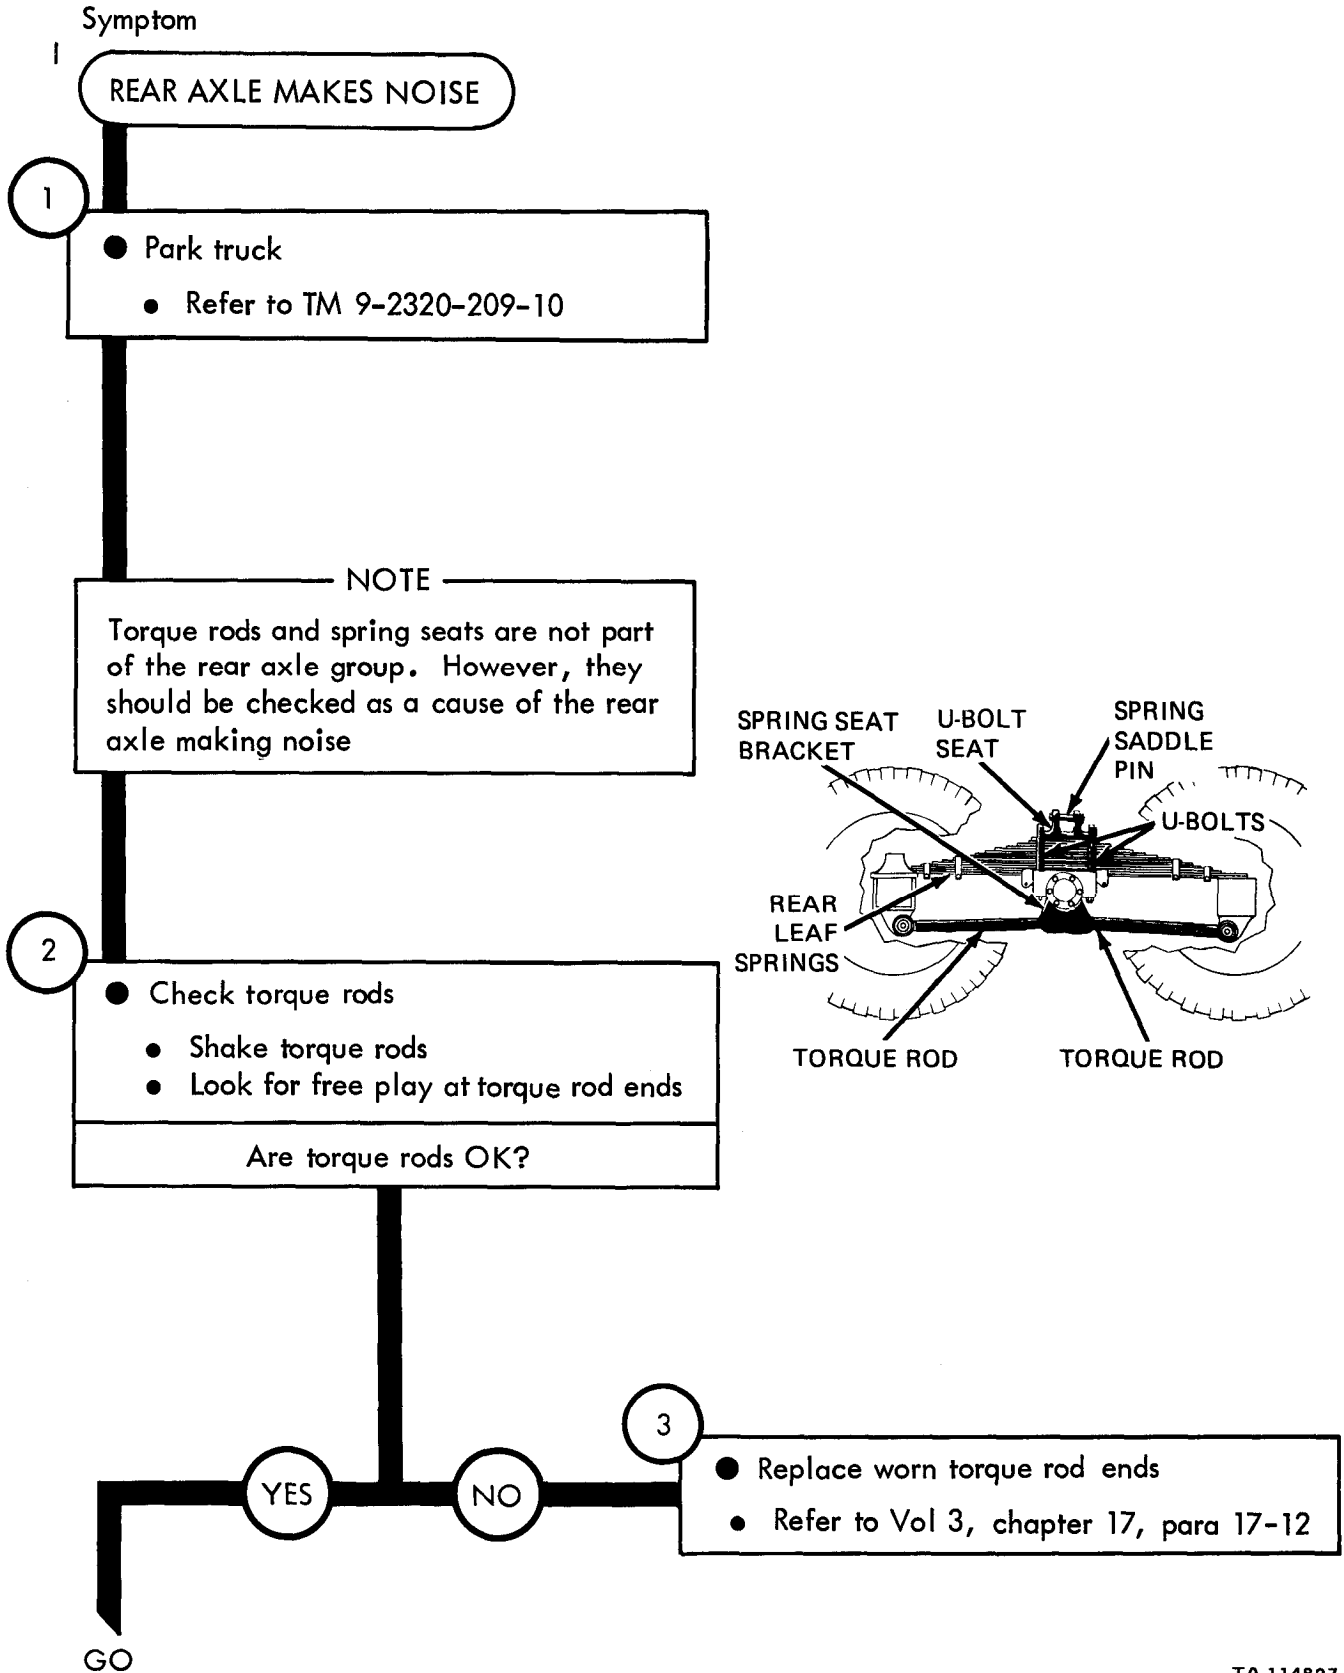 Symptom
1
REAR AXLE MAKES NOISE
1
● Park truck
● Refer to TM 9-2320-209-10
NOTE
Torque rods and spring seats are not part
of the rear axle group. However, they
should be checked as a cause of the rear
axle making noise
SPRING SEAT
BRACKET
U-BOLT
SEAT
SPRING
SADDLE
PIN
U-BOLTS
REAR
LEAF
SPRINGS
TORQUE ROD
TORQUE ROD
2
● Check torque rods
● Shake torque rods
● Look for free play at torque rod ends
Are torque rods OK?
YES
NO
3
● Replace worn torque rod ends
● Refer to Vol 3, chapter 17, para 17-12
GO